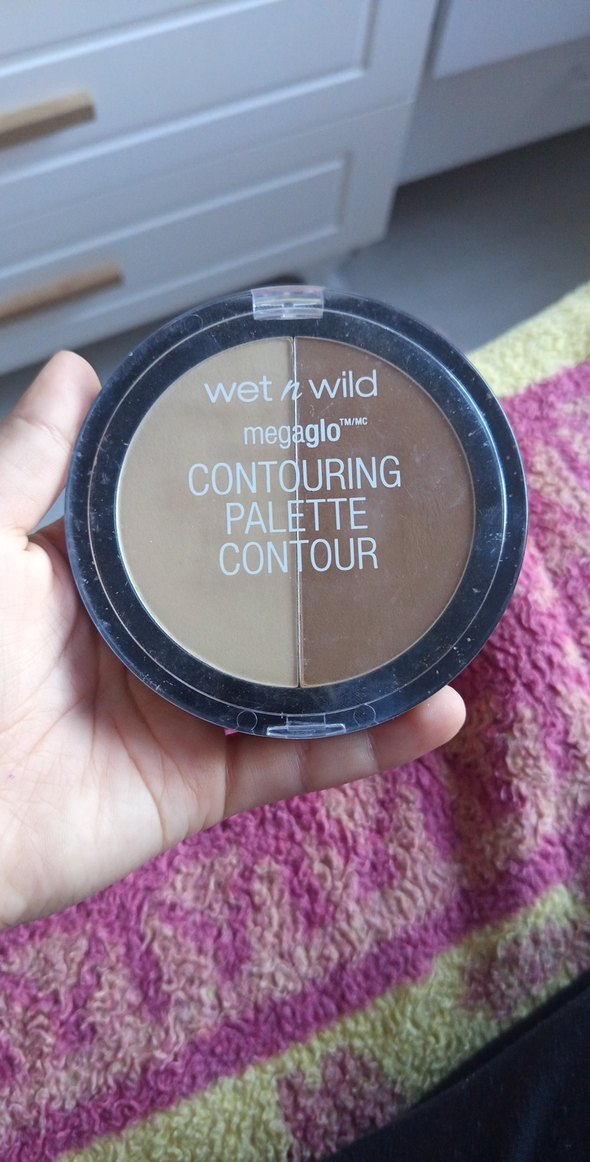 wet n wild
megaglo™/MC
CONTOURING
PALETTE
CONTOUR